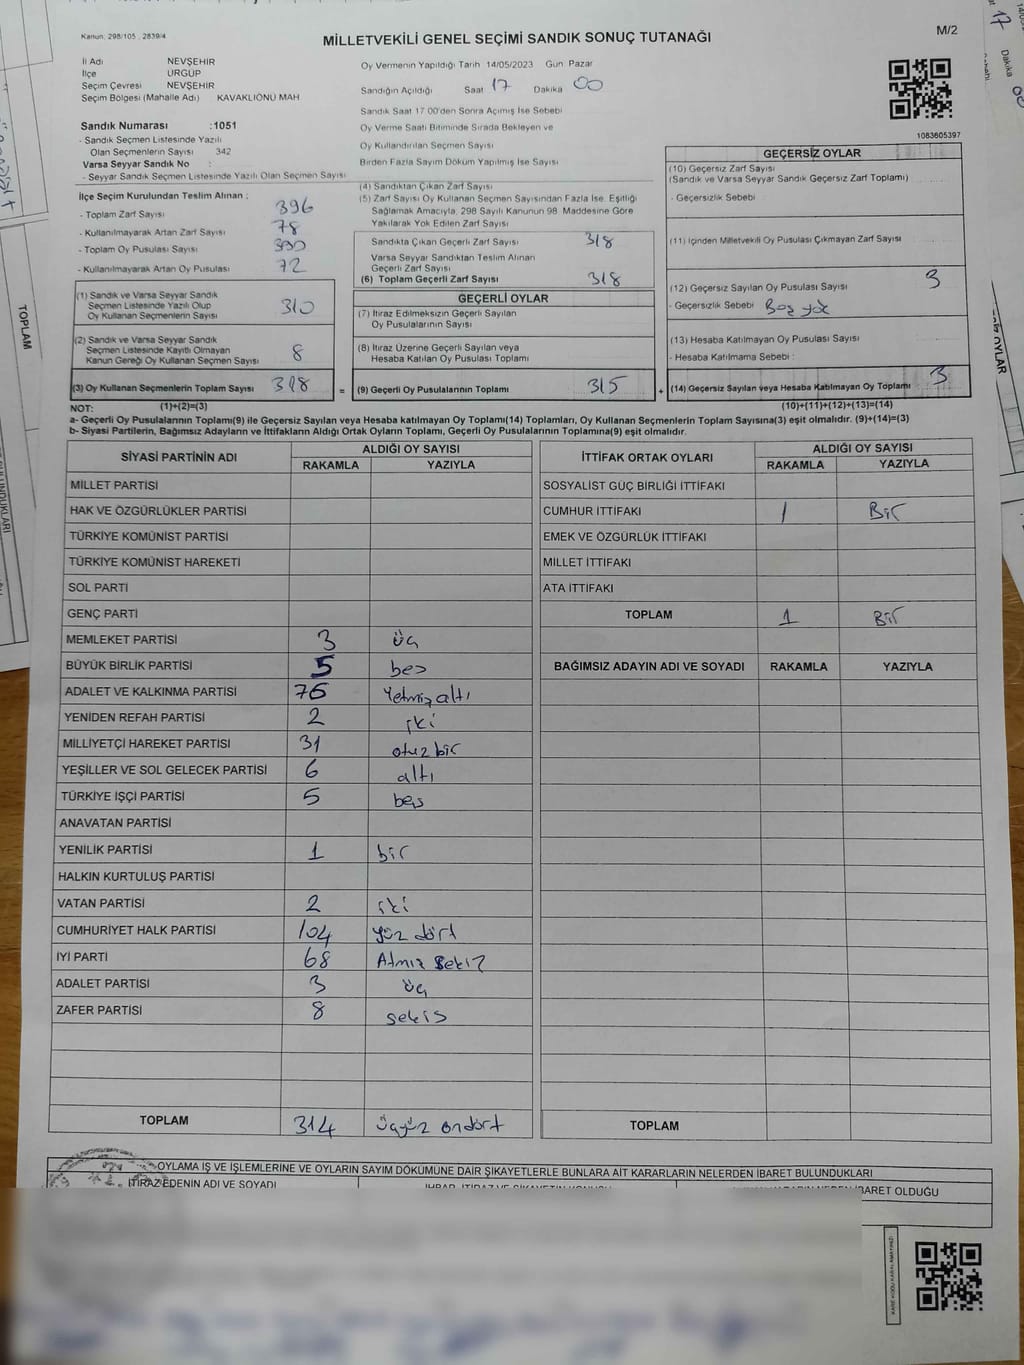 Kanun: 298/105 , 2839/4
M/2
MİLLETVEKİLİ GENEL SEÇİMİ SANDIK SONUÇ TUTANAĞI
İl Adı NEVŞEHİR
İlçe ÜRGÜP
Seçim Çevresi NEVŞEHİR
Seçim Bölgesi (Mahalle Adı) KAVAKLIÖNÜ MAH
Sandık Numarası :1051
- Sandık Seçmen Listesinde Yazılı
Olan Seçmenlerin Sayısı 342
Varsa Seyyar Sandık No :
- Seyyar Sandık Seçmen Listesinde Yazılı Olan Seçmen Sayısı
Oy Vermenin Yapıldığı Tarih 14/05/2023 Gün Pazar
Sandığın Açıldığı Saat 17 Dakika 00
Sandık Saat 17.00'den Sonra Açılmış İse Sebebi
Oy Verme Saati Bitiminde Sırada Bekleyen ve
Oy Kullandırılan Seçmen Sayısı
Birden Fazla Sayım Döküm Yapılmış İse Sayısı
1083605397
İlçe Seçim Kurulundan Teslim Alınan :
- Toplam Zarf Sayısı 396
- Kullanılmayarak Artan Zarf Sayısı 78
- Toplam Oy Pusulası Sayısı
- Kullanılmayarak Artan Oy Pusulası 72
(1) Sandık ve Varsa Seyyar Sandık
Seçmen Listesinde Yazılı Olup
Oy Kullanan Seçmenlerin Sayısı 310
(2) Sandık ve Varsa Seyyar Sandık
Seçmen Listesinde Kayıtlı Olmayan
Kanun Gereği Oy Kullanan Seçmen Sayısı 8
(3) Oy Kullanan Seçmenlerin Toplam Sayısı 318 =
(4) Sandıktan Çıkan Zarf Sayısı
(5) Zarf Sayısı Oy Kullanan Seçmen Sayısından Fazla İse, Eşitliği
Sağlamak Amacıyla, 298 Sayılı Kanunun 98. Maddesine Göre
Yakılarak Yok Edilen Zarf Sayısı
Sandıkta Çıkan Geçerli Zarf Sayısı 318
Varsa Seyyar Sandıktan Teslim Alınan
Geçerli Zarf Sayısı
(6) Toplam Geçerli Zarf Sayısı 318
GEÇERLİ OYLAR
(7) İtiraz Edilmeksizin Geçerli Sayılan
Oy Pusulalarının Sayısı
(8) İtiraz Üzerine Geçerli Sayılan veya
Hesaba Katılan Oy Pusulası Toplamı
(9) Geçerli Oy Pusulalarının Toplamı 315 +
GEÇERSİZ OYLAR
(10) Geçersiz Zarf Sayısı
(Sandık ve Varsa Seyyar Sandık Geçersiz Zarf Toplamı)
- Geçersizlik Sebebi
(11) İçinden Milletvekili Oy Pusulası Çıkmayan Zarf Sayısı
(12) Geçersiz Sayılan Oy Pusulası Sayısı 3
- Geçersizlik Sebebi
(13) Hesaba Katılmayan Oy Pusulası Sayısı
- Hesaba Katılmama Sebebi :
(14) Geçersiz Sayılan veya Hesaba Katılmayan Oy Toplamı 3
NOT: (1)+(2)=(3) (10)+(11)+(12)+(13)=(14)
a- Geçerli Oy Pusulalarının Toplamı(9) ile Geçersiz Sayılan veya Hesaba katılmayan Oy Toplamı(14) Toplamları, Oy Kullanan Seçmenlerin Toplam Sayısına(3) eşit olmalıdır. (9)+(14)=(3)
b- Siyasi Partilerin, Bağımsız Adayların ve İttifakların Aldığı Ortak Oyların Toplam, Geçerli Oy Pusulalarının Toplamına(9) eşit olmalıdır.
SİYASİ PARTİNİN ADI ALDIĞI OY SAYISI
RAKAMLA YAZIYLA
MİLLET PARTİSİ
HAK VE ÖZGÜRLÜKLER PARTİSİ
TÜRKİYE KOMÜNİST PARTİSİ
TÜRKİYE KOMÜNİST HAREKETİ
SOL PARTİ
GENÇ PARTİ
MEMLEKET PARTİSİ 3 üç
BÜYÜK BİRLİK PARTİSİ 5 beş
ADALET VE KALKINMA PARTİSİ 76 Yetmiş altı
YENİDEN REFAH PARTİSİ 2 iki
MİLLİYETÇİ HAREKET PARTİSİ 31 otuz bir
YEŞİLLER VE SOL GELECEK PARTİSİ 6 altı
TÜRKİYE İŞÇİ PARTİSİ 5 beş
ANAVATAN PARTİSİ
YENİLİK PARTİSİ 1 bir
HALKIN KURTULUŞ PARTİSİ
VATAN PARTİSİ 2 iki
CUMHURİYET HALK PARTİSİ 104 yüz dört
İYİ PARTİ 68 Atmış Sekiz
ADALET PARTİSİ 3 üç
ZAFER PARTİSİ 8 sekis
TOPLAM 314 üçyüz ondört
İTTİFAK ORTAK OYLARI ALDIĞI OY SAYISI
RAKAMLA YAZIYLA
SOSYALİST GÜÇ BİRLİĞİ İTTİFAKI
CUMHUR İTTİFAKI 1 Bir
EMEK VE ÖZGÜRLÜK İTTİFAKI
MİLLET İTTİFAKI
ATA İTTİFAKI
TOPLAM 1 Bir
BAĞIMSIZ ADAYIN ADI VE SOYADI RAKAMLA YAZIYLA
TOPLAM
OYLAMA İŞ VE İŞLEMLERİNE VE OYLARIN SAYIM DÖKÜMÜNE DAİR ŞİKAYETLERLE BUNLARA AİT KARARLARIN NELERDEN İBARET BULUNDUKLARI
İTİRAZ EDENİN ADI VE SOYADI
OLDUĞU
TOPLAM
17
Dakika